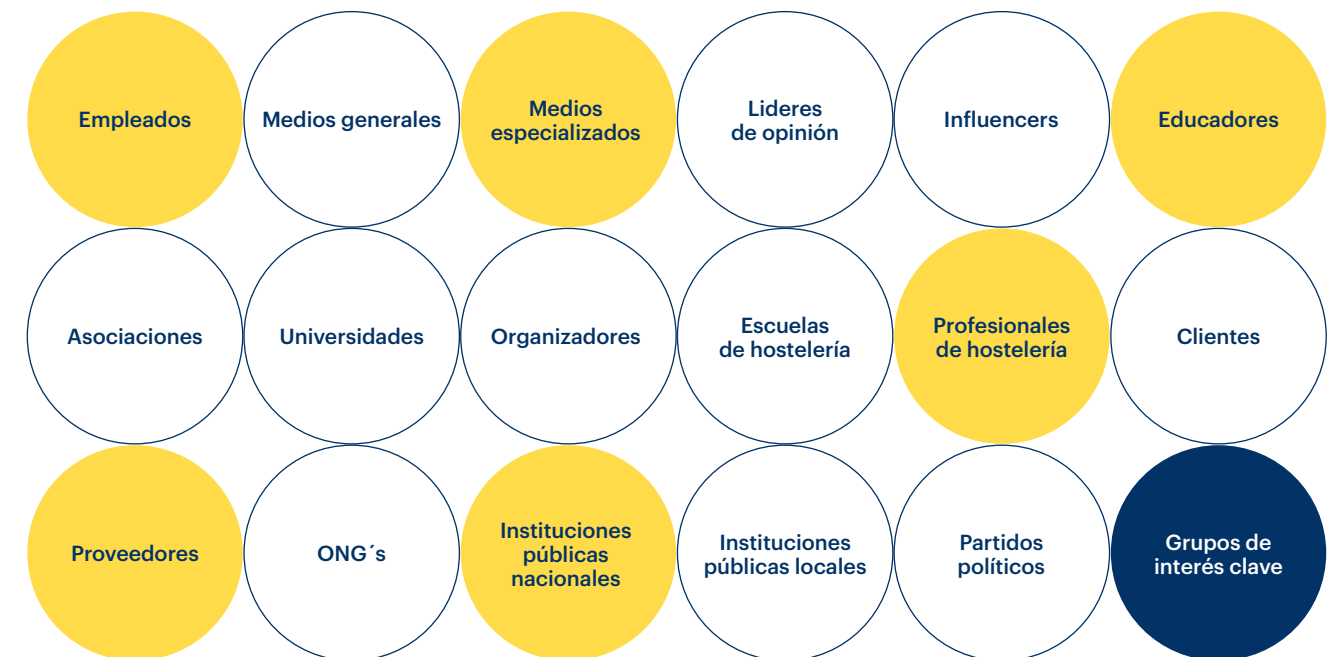 Empleados
Medios generales
Medios
especializados
Lideres
de opinión
Influencers
Educadores
Asociaciones
Universidades
Organizadores
Escuelas
de hostelería
Profesionales
de hostelería
Clientes
Proveedores
ONG´s
Instituciones
públicas
nacionales
Instituciones
públicas locales
Partidos
políticos
Grupos de
interés clave